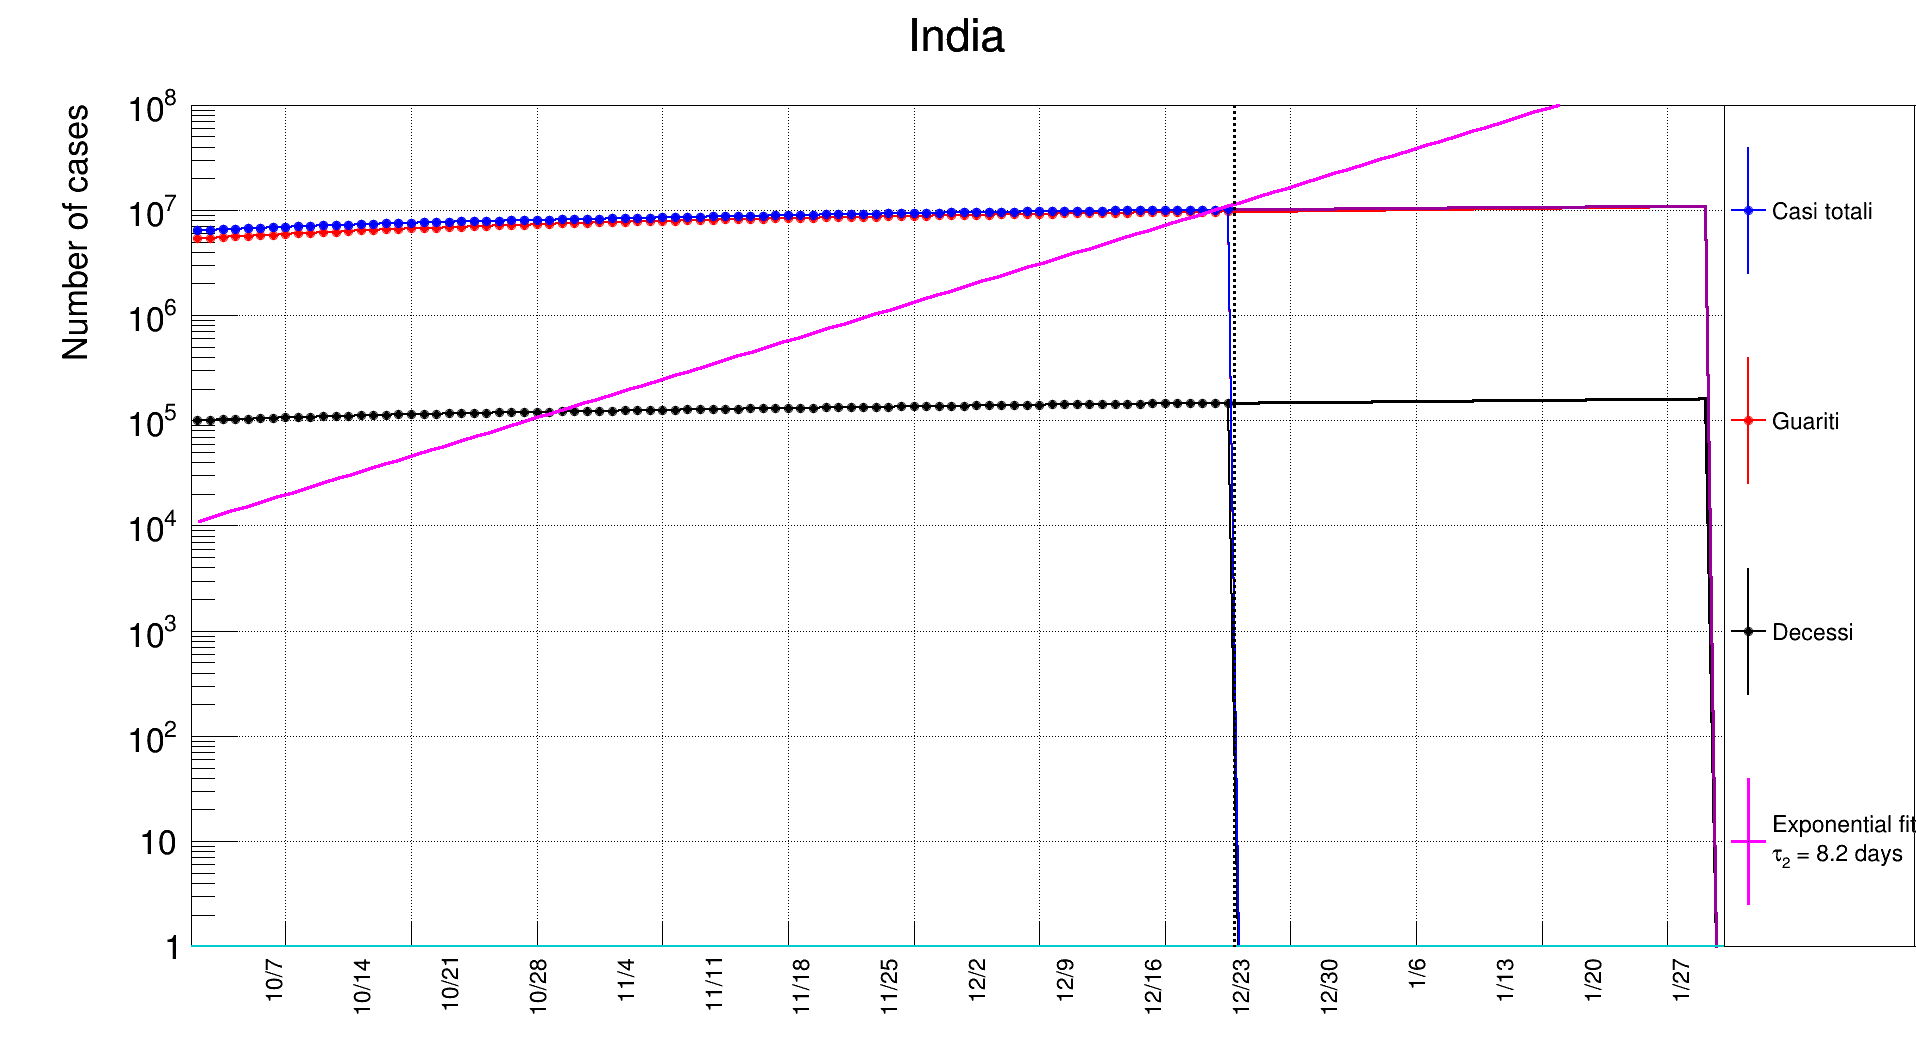 India
Number of cases
10^8
10^7
10^6
10^5
10^4
10^3
10^2
10
1
10/7 10/14 10/21 10/28 11/4 11/11 11/18 11/25 12/2 12/9 12/16 12/23 12/30 1/6 1/13 1/20 1/27
Casi totali
Guariti
Decessi
Exponential fit
τ_2 = 8.2 days